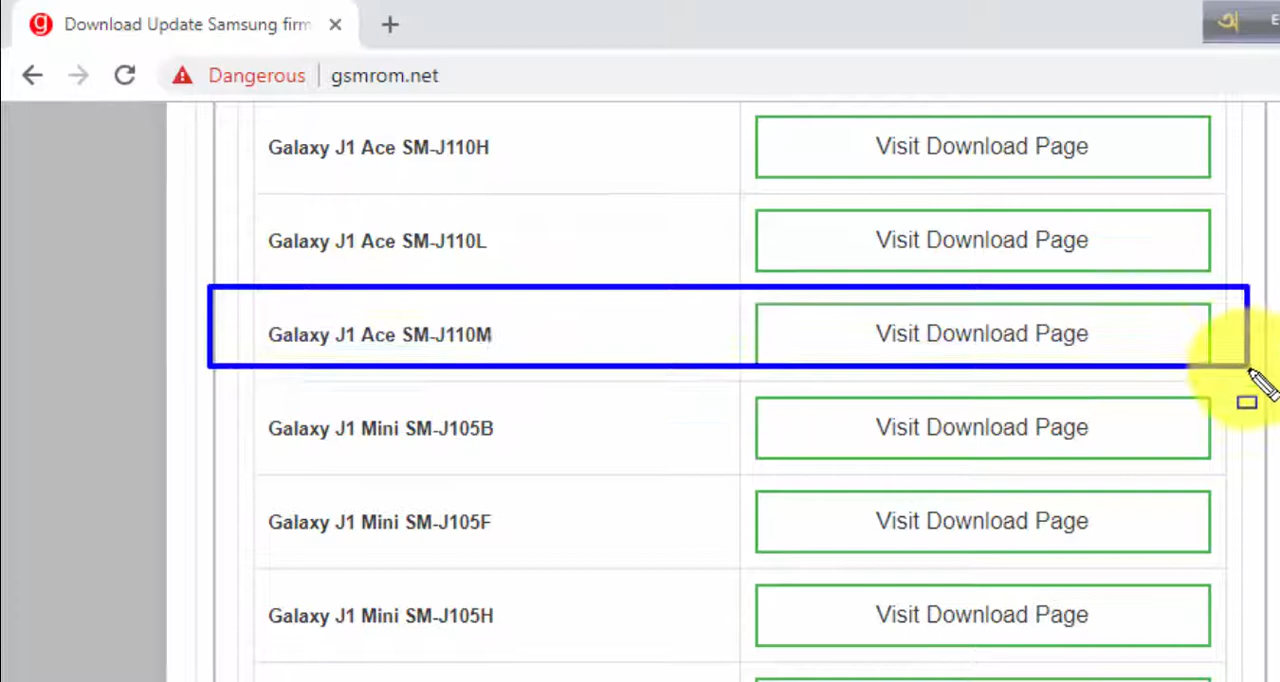 Download Update Samsung firm
অ E
Dangerous gsmrom.net
Galaxy J1 Ace SM-J110H Visit Download Page
Galaxy J1 Ace SM-J110L Visit Download Page
Galaxy J1 Ace SM-J110M Visit Download Page
Galaxy J1 Mini SM-J105B Visit Download Page
Galaxy J1 Mini SM-J105F Visit Download Page
Galaxy J1 Mini SM-J105H Visit Download Page